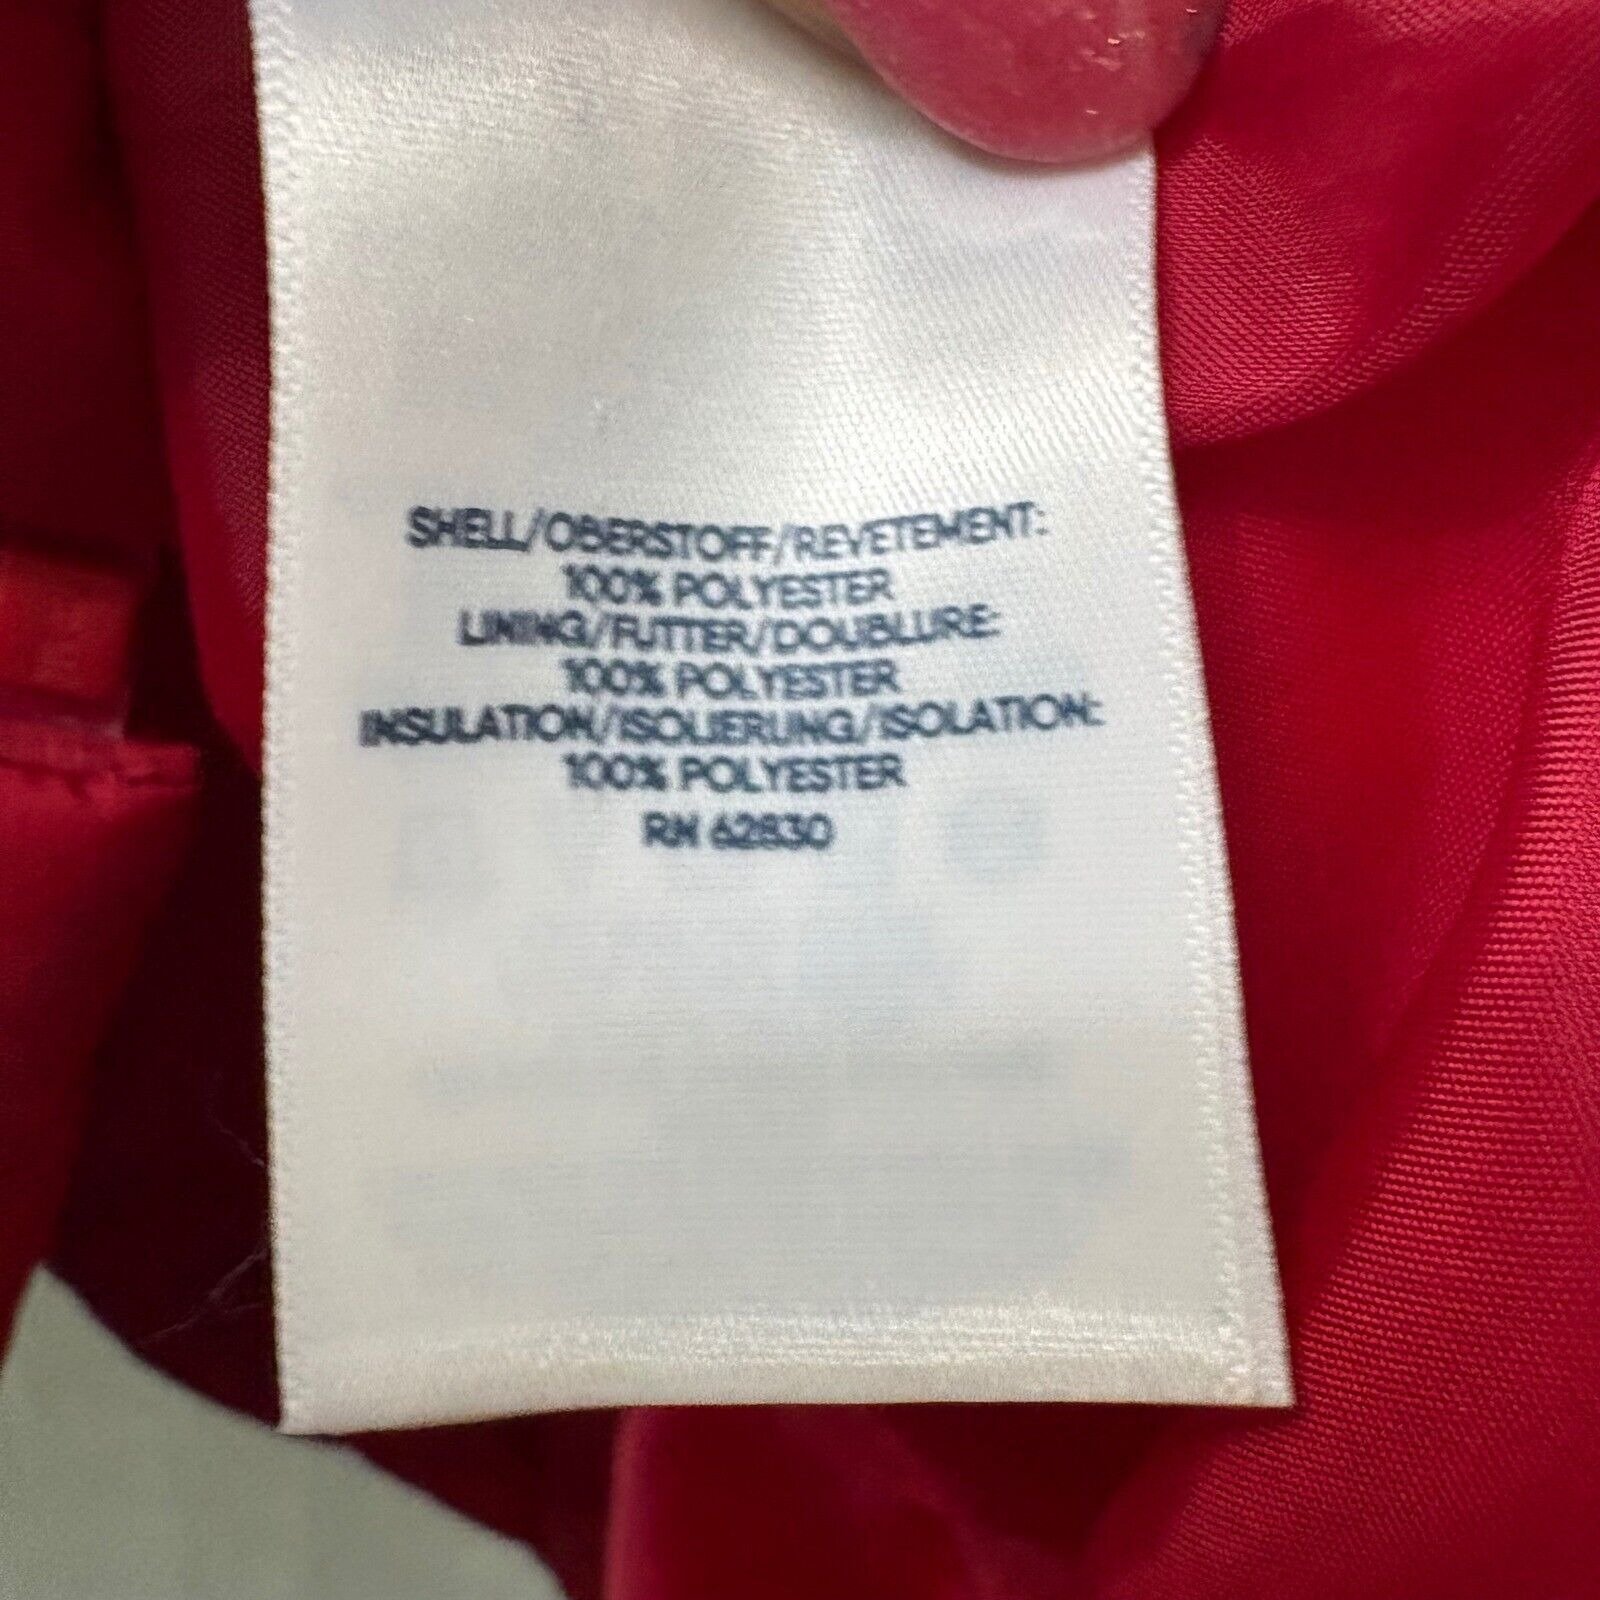 SHELL/OBERSTOFF/REVETEMENT:
100% POLYESTER
LINING/FUTTER/DOUBLURE:
100% POLYESTER
INSULATION/ISOLIERUNG/ISOLATION:
100% POLYESTER
RN 62830